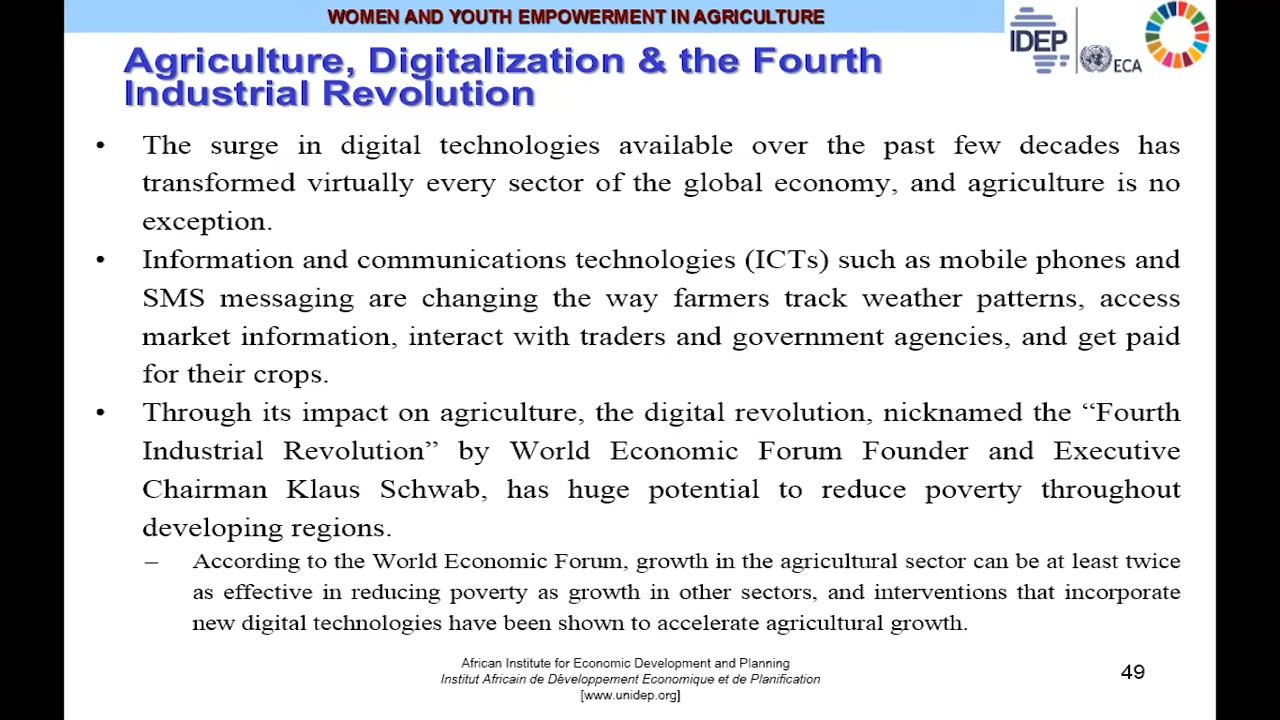 WOMEN AND YOUTH EMPOWERMENT IN AGRICULTURE
IDEP
ECA
Agriculture, Digitalization & the Fourth
Industrial Revolution
• The surge in digital technologies available over the past few decades has
transformed virtually every sector of the global economy, and agriculture is no
exception.
• Information and communications technologies (ICTs) such as mobile phones and
SMS messaging are changing the way farmers track weather patterns, access
market information, interact with traders and government agencies, and get paid
for their crops.
• Through its impact on agriculture, the digital revolution, nicknamed the “Fourth
Industrial Revolution” by World Economic Forum Founder and Executive
Chairman Klaus Schwab, has huge potential to reduce poverty throughout
developing regions.
– According to the World Economic Forum, growth in the agricultural sector can be at least twice
as effective in reducing poverty as growth in other sectors, and interventions that incorporate
new digital technologies have been shown to accelerate agricultural growth.
African Institute for Economic Development and Planning
Institut Africain de Développement Economique et de Planification
[www.unidep.org]
49